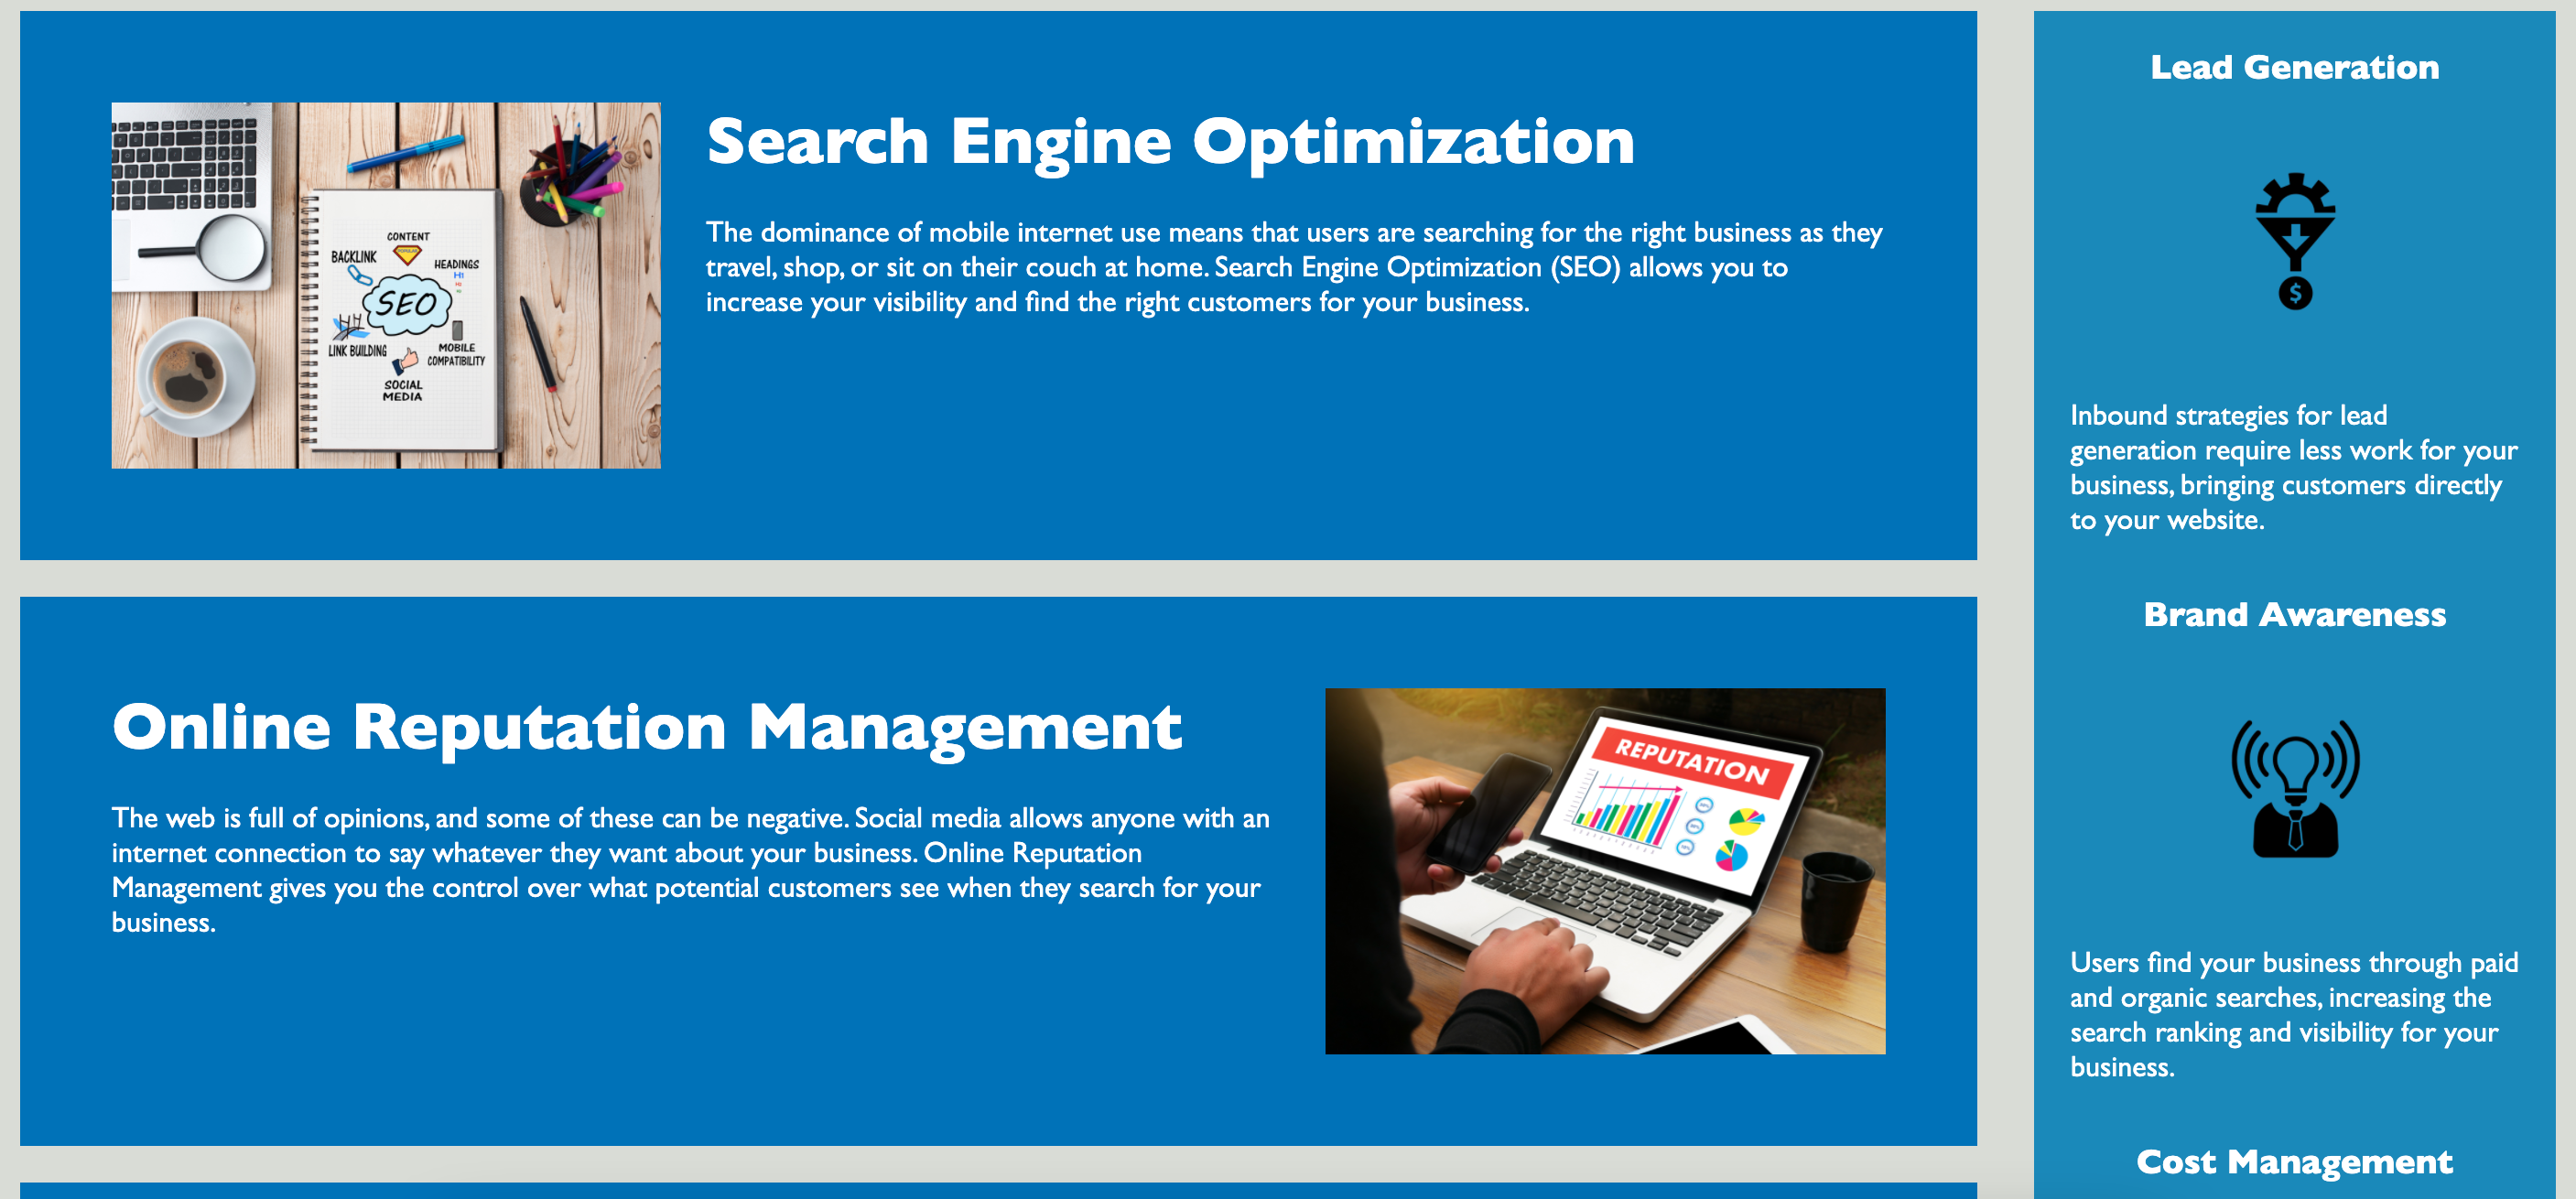 Search Engine Optimization
The dominance of mobile internet use means that users are searching for the right business as they
travel, shop, or sit on their couch at home. Search Engine Optimization (SEO) allows you to
increase your visibility and find the right customers for your business.
CONTENT
BACKLINK
HEADINGS
H1
SEO
LINK BUILDING
MOBILE
COMPATIBILITY
SOCIAL
MEDIA
Online Reputation Management
The web is full of opinions, and some of these can be negative. Social media allows anyone with an
internet connection to say whatever they want about your business. Online Reputation
Management gives you the control over what potential customers see when they search for your
business.
REPUTATION
Lead Generation
$
Inbound strategies for lead
generation require less work for your
business, bringing customers directly
to your website.
Brand Awareness
Users find your business through paid
and organic searches, increasing the
search ranking and visibility for your
business.
Cost Management